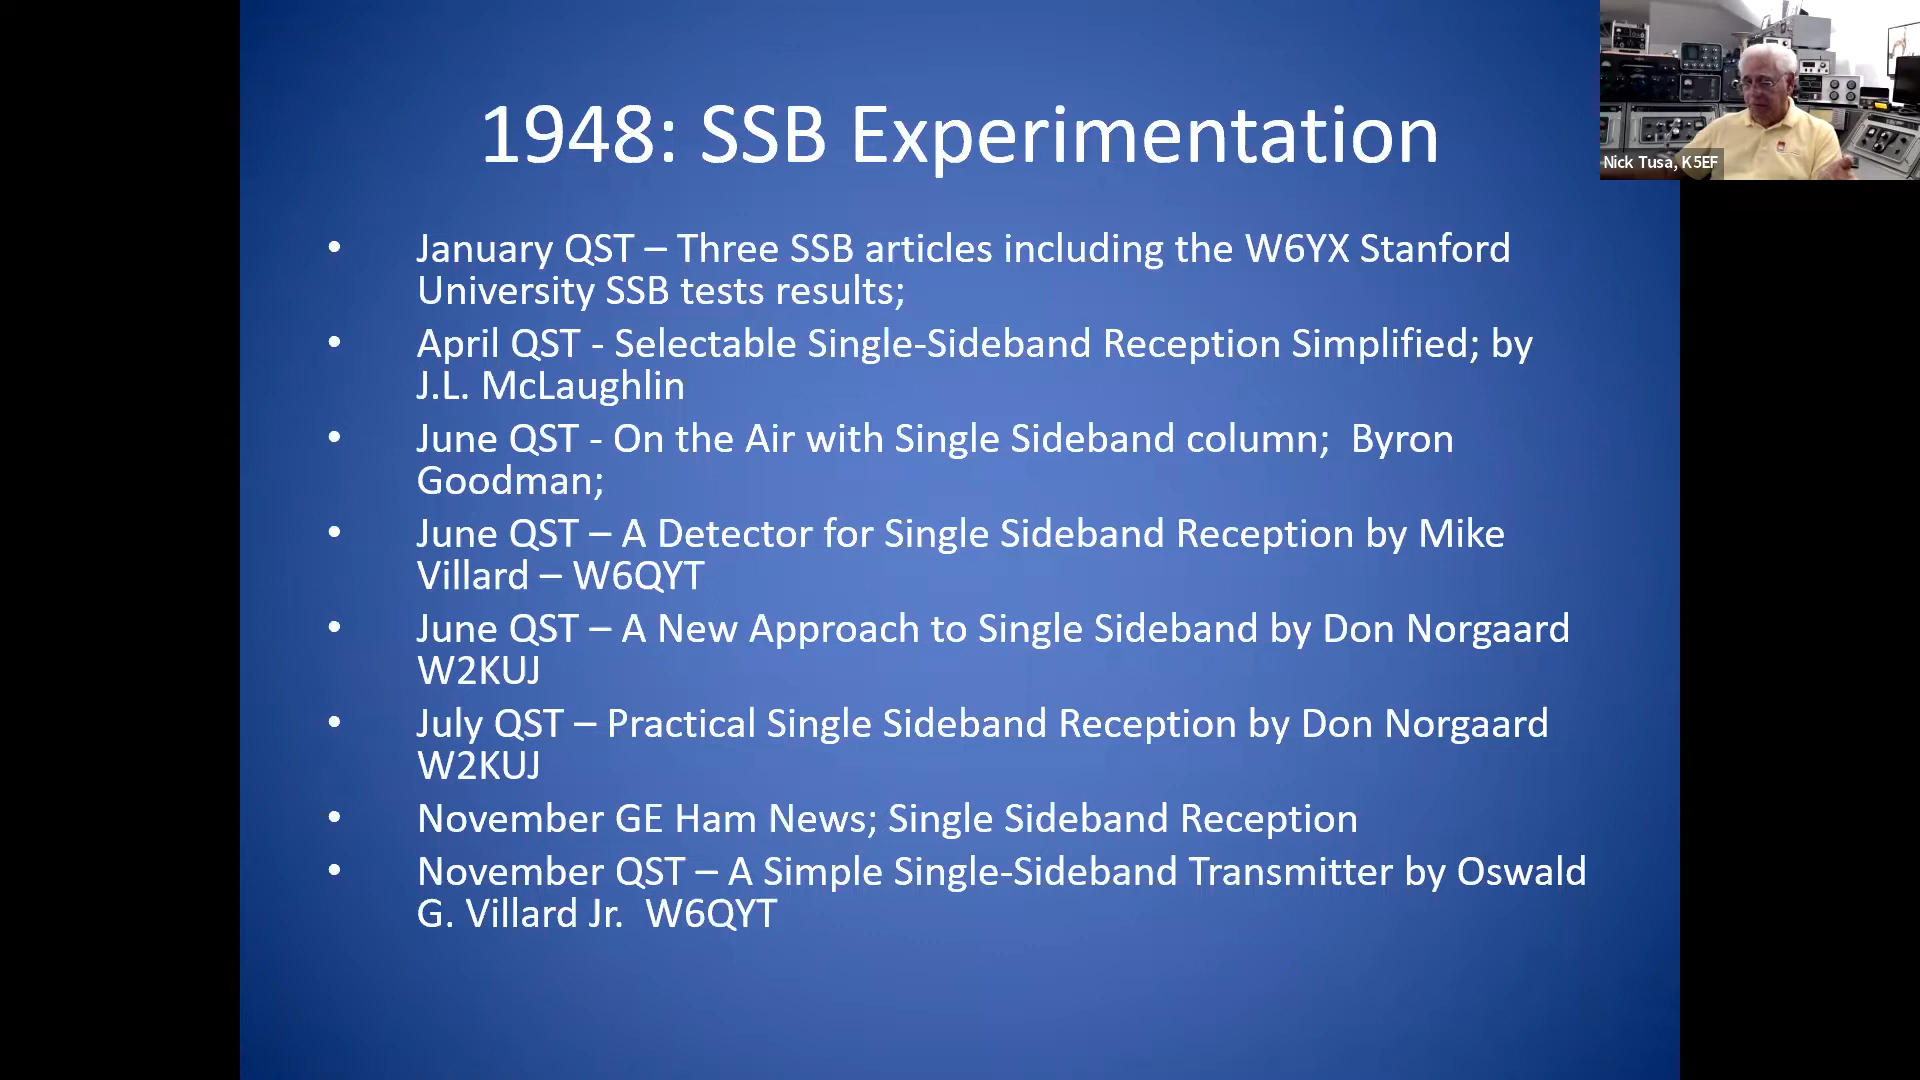 1948: SSB Experimentation
Nick Tusa, K5EF
• January QST – Three SSB articles including the W6YX Stanford
University SSB tests results;
• April QST - Selectable Single-Sideband Reception Simplified; by
J.L. McLaughlin
• June QST - On the Air with Single Sideband column;  Byron
Goodman;
• June QST – A Detector for Single Sideband Reception by Mike
Villard – W6QYT
• June QST – A New Approach to Single Sideband by Don Norgaard
W2KUJ
• July QST – Practical Single Sideband Reception by Don Norgaard
W2KUJ
• November GE Ham News; Single Sideband Reception
• November QST – A Simple Single-Sideband Transmitter by Oswald
G. Villard Jr.  W6QYT